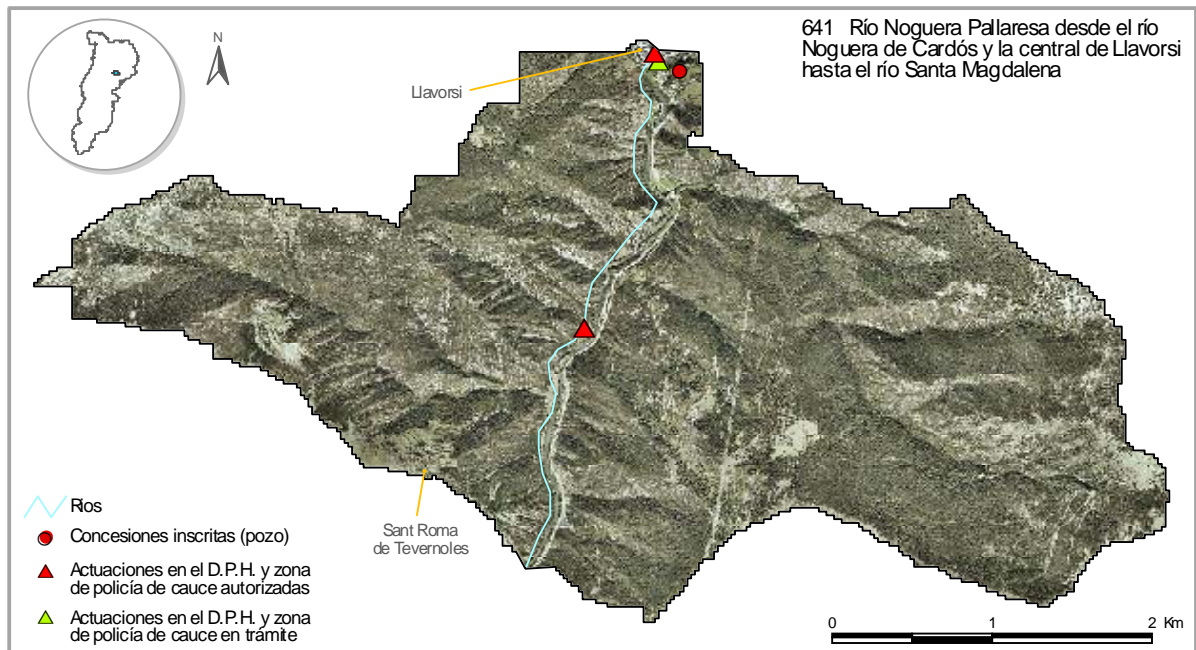 641 Río Noguera Pallaresa desde el río
Noguera de Cardós y la central de Llavorsi
hasta el río Santa Magdalena
N
Llavorsi
Sant Roma
de Tevernoles
Ríos
Concesiones inscritas (pozo)
Actuaciones en el D.P.H. y zona
de policía de cauce autorizadas
Actuaciones en el D.P.H. y zona
de policía de cauce en trámite
0 1 2 Km